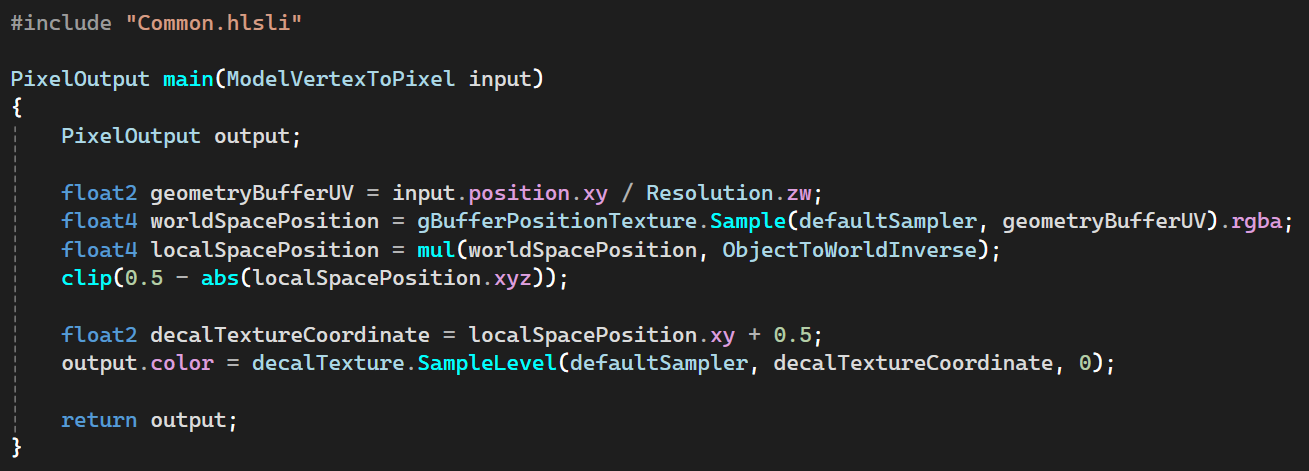 #include "Common.hlsli"

PixelOutput main(ModelVertexToPixel input)
{
    PixelOutput output;

    float2 geometryBufferUV = input.position.xy / Resolution.zw;
    float4 worldSpacePosition = gBufferPositionTexture.Sample(defaultSampler, geometryBufferUV).rgba;
    float4 localSpacePosition = mul(worldSpacePosition, ObjectToWorldInverse);
    clip(0.5 - abs(localSpacePosition.xyz));

    float2 decalTextureCoordinate = localSpacePosition.xy + 0.5;
    output.color = decalTexture.SampleLevel(defaultSampler, decalTextureCoordinate, 0);

    return output;
}